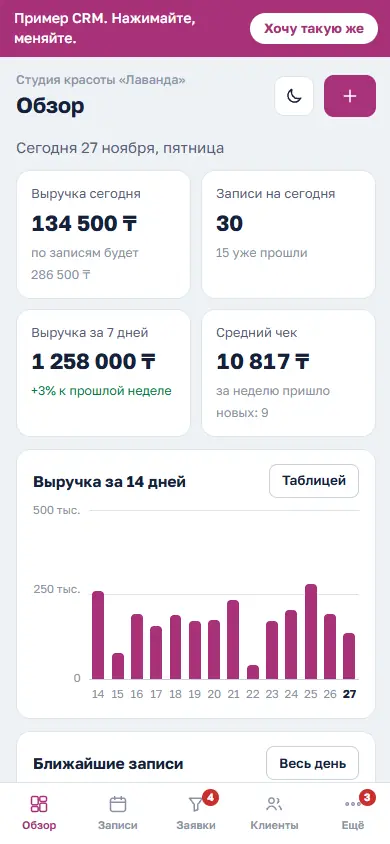 Пример CRM. Нажимайте,
меняйте.
Хочу такую же
Студия красоты «Лаванда»
Обзор
Сегодня 27 ноября, пятница
Выручка сегодня
134 500 ₸
по записям будет
286 500 ₸
Записи на сегодня
30
15 уже прошли
Выручка за 7 дней
1 258 000 ₸
+3% к прошлой неделе
Средний чек
10 817 ₸
за неделю пришло
новых: 9
Выручка за 14 дней
Таблицей
500 тыс.
250 тыс.
0
14 15 16 17 18 19 20 21 22 23 24 25 26 27
Ближайшие записи
Весь день
4
3
Обзор
Записи
Заявки
Клиенты
Ещё